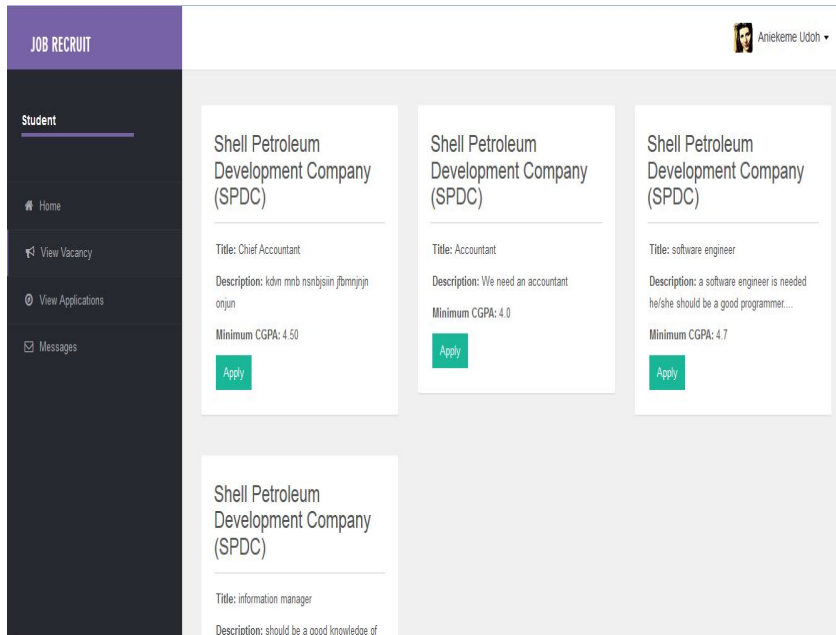 JOB RECRUIT
Aniekeme Udoh
Student
Home
View Vacancy
View Applications
Messages
Shell Petroleum
Development Company
(SPDC)
Title: Chief Accountant
Description: kdvn mnb nsnbjsiin jfbmnjnjn
onjun
Minimum CGPA: 4.50
Apply
Shell Petroleum
Development Company
(SPDC)
Title: Accountant
Description: We need an accountant
Minimum CGPA: 4.0
Apply
Shell Petroleum
Development Company
(SPDC)
Title: software engineer
Description: a software engineer is needed
he/she should be a good programmer....
Minimum CGPA: 4.7
Apply
Shell Petroleum
Development Company
(SPDC)
Title: information manager
Description: should be a good knowledge of